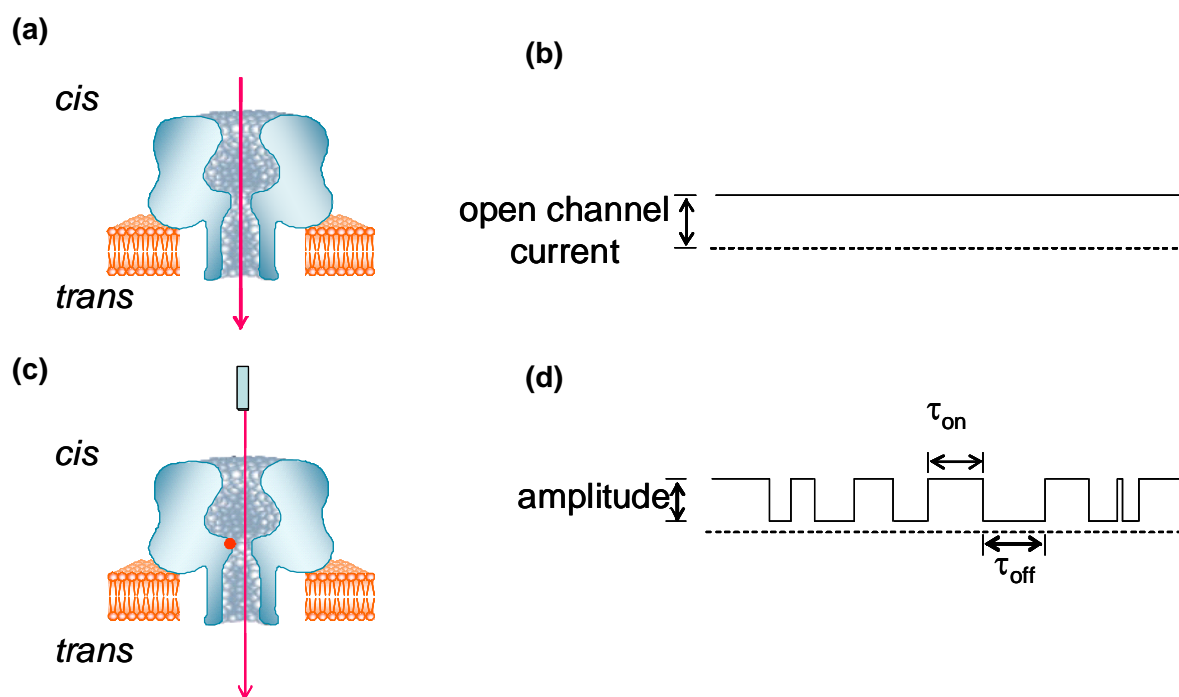 (a)
cis
trans
(b)
open channel
current
(c)
cis
trans
(d)
τon
amplitude
τoff